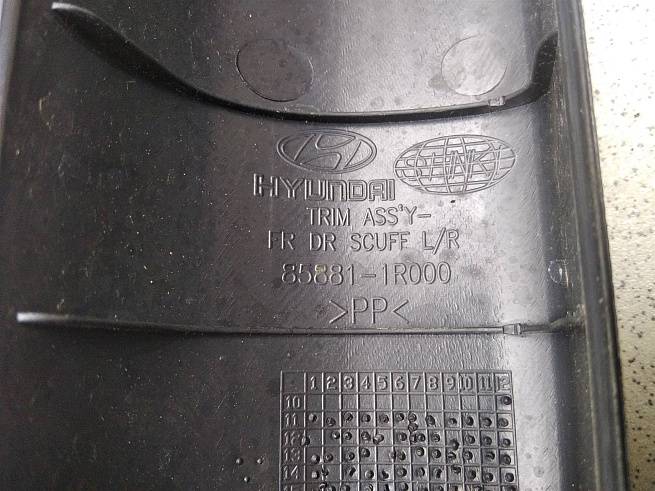 HYUNDAI
TRIM ASS'Y-
FR DR SCUFF L/R
85881-1R000
>PP<
1 2 3 4 5 6 7 8 9 10 11 12
10
11
12
13
14